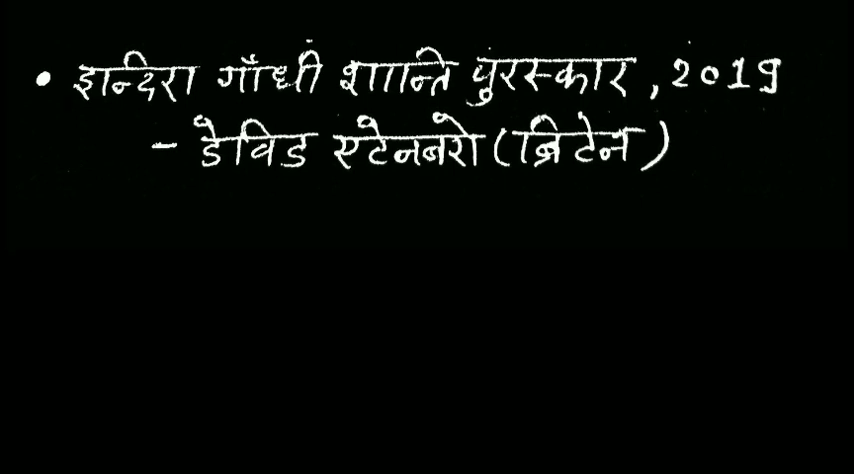 • इन्दिरा गाँधी शान्ति पुरस्कार, 2019
- डेविड एटेनबरो (ब्रिटेन)